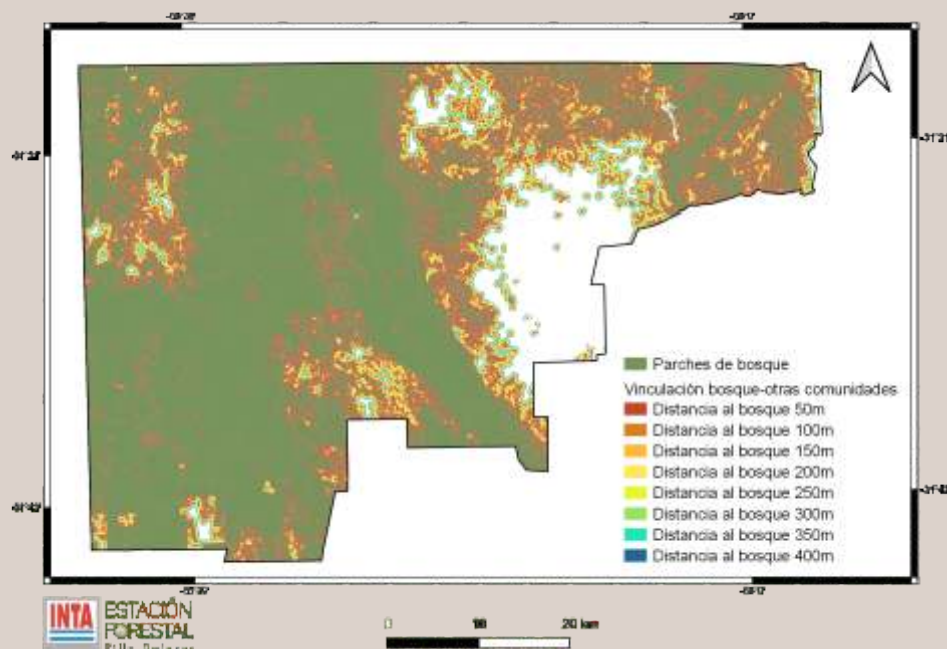 Parches de bosque
Vinculación bosque-otras comunidades
Distancia al bosque 50m
Distancia al bosque 100m
Distancia al bosque 150m
Distancia al bosque 200m
Distancia al bosque 250m
Distancia al bosque 300m
Distancia al bosque 350m
Distancia al bosque 400m
INTA
ESTACIÓN
FORESTAL
0 10 20 km